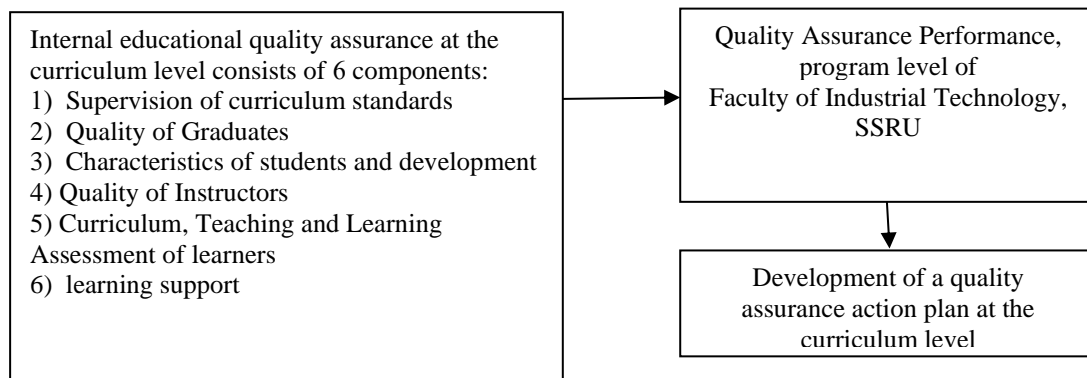 Internal educational quality assurance at the
curriculum level consists of 6 components:
1) Supervision of curriculum standards
2) Quality of Graduates
3) Characteristics of students and development
4) Quality of Instructors
5) Curriculum, Teaching and Learning
Assessment of learners
6) learning support
Quality Assurance Performance,
program level of
Faculty of Industrial Technology,
SSRU
Development of a quality
assurance action plan at the
curriculum level